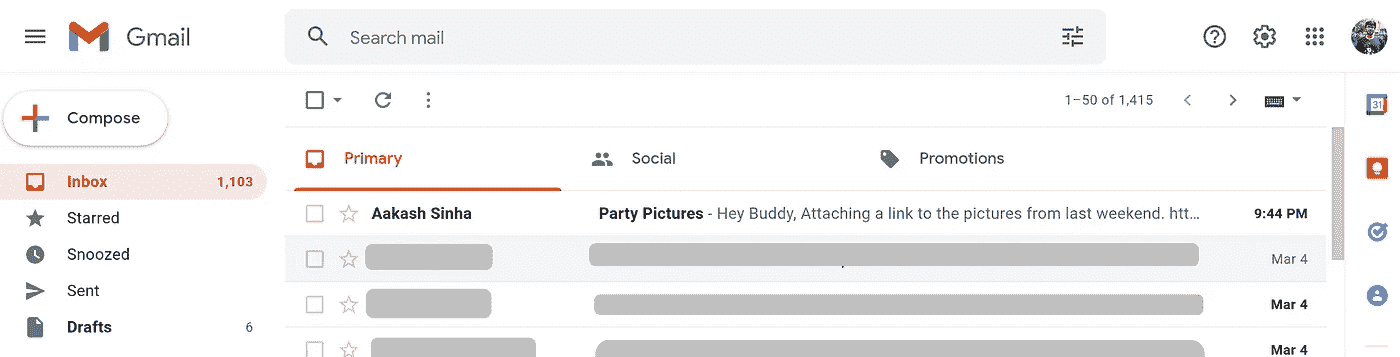 Gmail
Search mail
Compose
1–50 of 1,415
Primary
Social
Promotions
Inbox 1,103
Starred
Snoozed
Sent
Drafts 6
Aakash Sinha Party Pictures - Hey Buddy, Attaching a link to the pictures from last weekend. htt... 9:44 PM
Mar 4
Mar 4
Mar 4
31